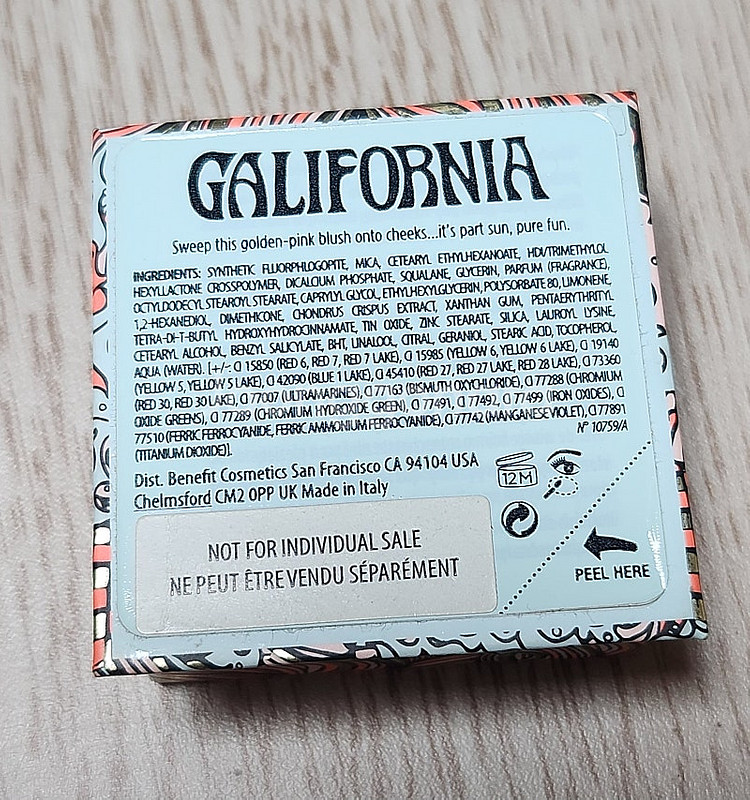 GALIFORNIA
Sweep this golden-pink blush onto cheeks...it's part sun, pure fun.
INGREDIENTS: SYNTHETIC FLUORPHLOGOPITE, MICA, CETEARYL ETHYLHEXANOATE, HDI/TRIMETHYLOL
HEXYLLACTONE CROSSPOLYMER, DICALCIUM PHOSPHATE, SQUALANE, GLYCERIN, PARFUM (FRAGRANCE),
OCTYLDODECYL STEAROYL STEARATE, CAPRYLYL GLYCOL, ETHYLHEXYLGLYCERIN, POLYSORBATE 80, LIMONENE,
1,2-HEXANEDIOL, DIMETHICONE, CHONDRUS CRISPUS EXTRACT, XANTHAN GUM, PENTAERYTHRITYL
TETRA-DI-T-BUTYL HYDROXYHYDROCINNAMATE, TIN OXIDE, ZINC STEARATE, SILICA, LAUROYL LYSINE,
CETEARYL ALCOHOL, BENZYL SALICYLATE, BHT, LINALOOL, CITRAL, GERANIOL, STEARIC ACID, TOCOPHEROL,
AQUA (WATER). [+/-: CI 15850 (RED 6, RED 7, RED 7 LAKE), CI 15985 (YELLOW 6, YELLOW 6 LAKE), CI 19140
(YELLOW 5, YELLOW 5 LAKE), CI 42090 (BLUE 1 LAKE), CI 45410 (RED 27, RED 27 LAKE, RED 28 LAKE), CI 73360
(RED 30, RED 30 LAKE), CI 77007 (ULTRAMARINES), CI 77163 (BISMUTH OXYCHLORIDE), CI 77288 (CHROMIUM
OXIDE GREENS), CI 77289 (CHROMIUM HYDROXIDE GREEN), CI 77491, CI 77492, CI 77499 (IRON OXIDES), CI
77510 (FERRIC FERROCYANIDE, FERRIC AMMONIUM FERROCYANIDE), CI 77742 (MANGANESE VIOLET), CI 77891
(TITANIUM DIOXIDE)]. N° 10759/A
Dist. Benefit Cosmetics San Francisco CA 94104 USA
Chelmsford CM2 0PP UK Made in Italy
12M
NOT FOR INDIVIDUAL SALE
NE PEUT ÊTRE VENDU SÉPARÉMENT
PEEL HERE